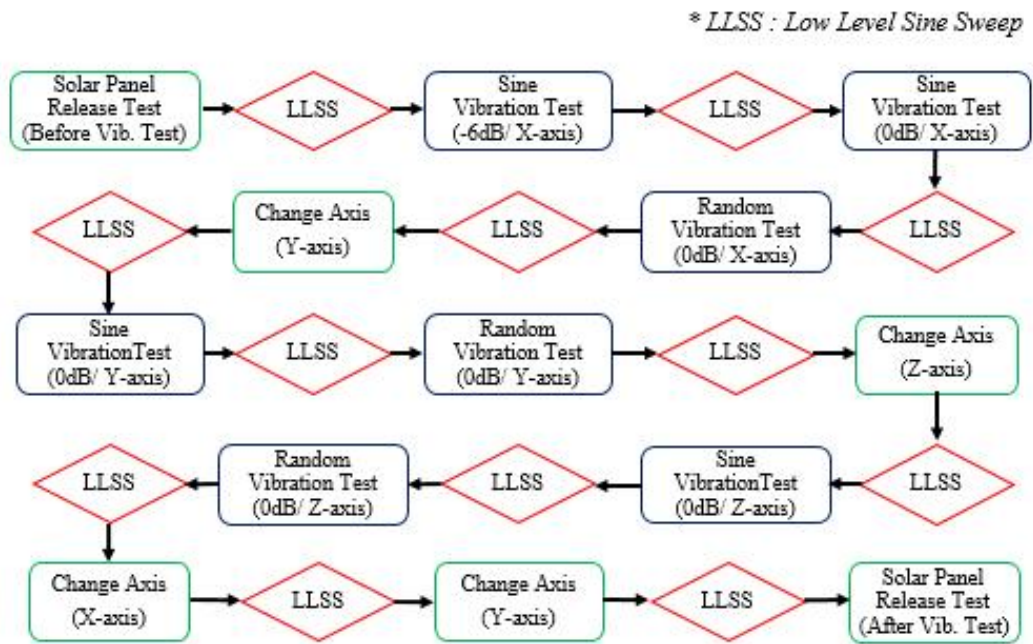 * LLSS : Low Level Sine Sweep
Solar Panel
Release Test
(Before Vib. Test)
LLSS
Sine
Vibration Test
(-6dB/ X-axis)
LLSS
Sine
Vibration Test
(0dB/ X-axis)
LLSS
Random
Vibration Test
(0dB/ X-axis)
LLSS
Change Axis
(Y-axis)
LLSS
Sine
VibrationTest
(0dB/ Y-axis)
LLSS
Random
Vibration Test
(0dB/ Y-axis)
LLSS
Change Axis
(Z-axis)
LLSS
Sine
VibrationTest
(0dB/ Z-axis)
LLSS
Random
Vibration Test
(0dB/ Z-axis)
LLSS
Change Axis
(X-axis)
LLSS
Change Axis
(Y-axis)
LLSS
Solar Panel
Release Test
(After Vib. Test)